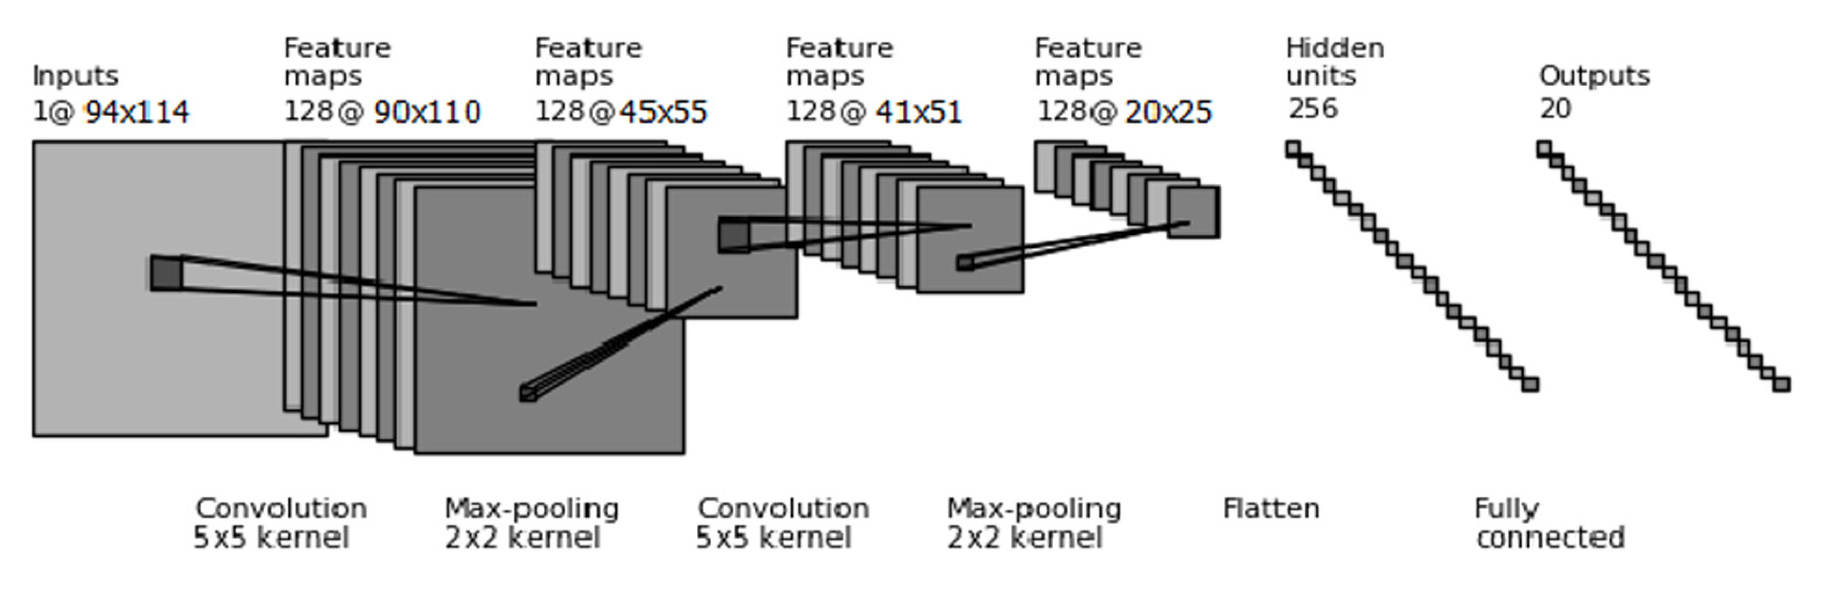 Inputs
1@ 94x114
Feature
maps
128@ 90x110
Feature
maps
128@45x55
Feature
maps
128@ 41x51
Feature
maps
128@ 20x25
Hidden
units
256
Outputs
20
Convolution
5x5 kernel
Max-pooling
2x2 kernel
Convolution
5x5 kernel
Max-pooling
2x2 kernel
Flatten
Fully
connected